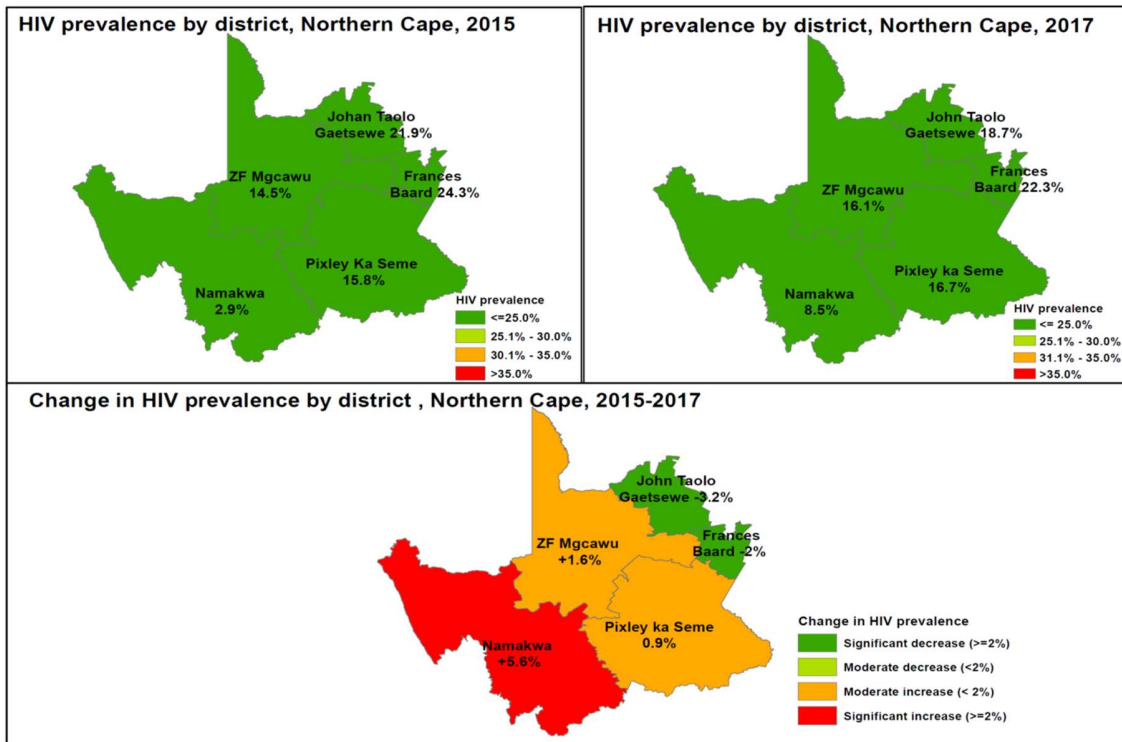 HIV prevalence by district, Northern Cape, 2015
Johan Taolo
Gaetsewe 21.9%
Frances
Baard 24.3%
ZF Mgcawu
14.5%
Pixley Ka Seme
15.8%
Namakwa
2.9%
HIV prevalence
<=25.0%
25.1% - 30.0%
30.1% - 35.0%
>35.0%
HIV prevalence by district, Northern Cape, 2017
John Taolo
Gaetsewe 18.7%
Frances
Baard 22.3%
ZF Mgcawu
16.1%
Pixley ka Seme
16.7%
Namakwa
8.5%
HIV prevalence
<= 25.0%
25.1% - 30.0%
31.1% - 35.0%
>35.0%
Change in HIV prevalence by district , Northern Cape, 2015-2017
John Taolo
Gaetsewe -3.2%
Frances
Baard -2%
ZF Mgcawu
+1.6%
Pixley ka Seme
0.9%
Namakwa
+5.6%
Change in HIV prevalence
Significant decrease (>=2%)
Moderate decrease (<2%)
Moderate increase (< 2%)
Significant increase (>=2%)